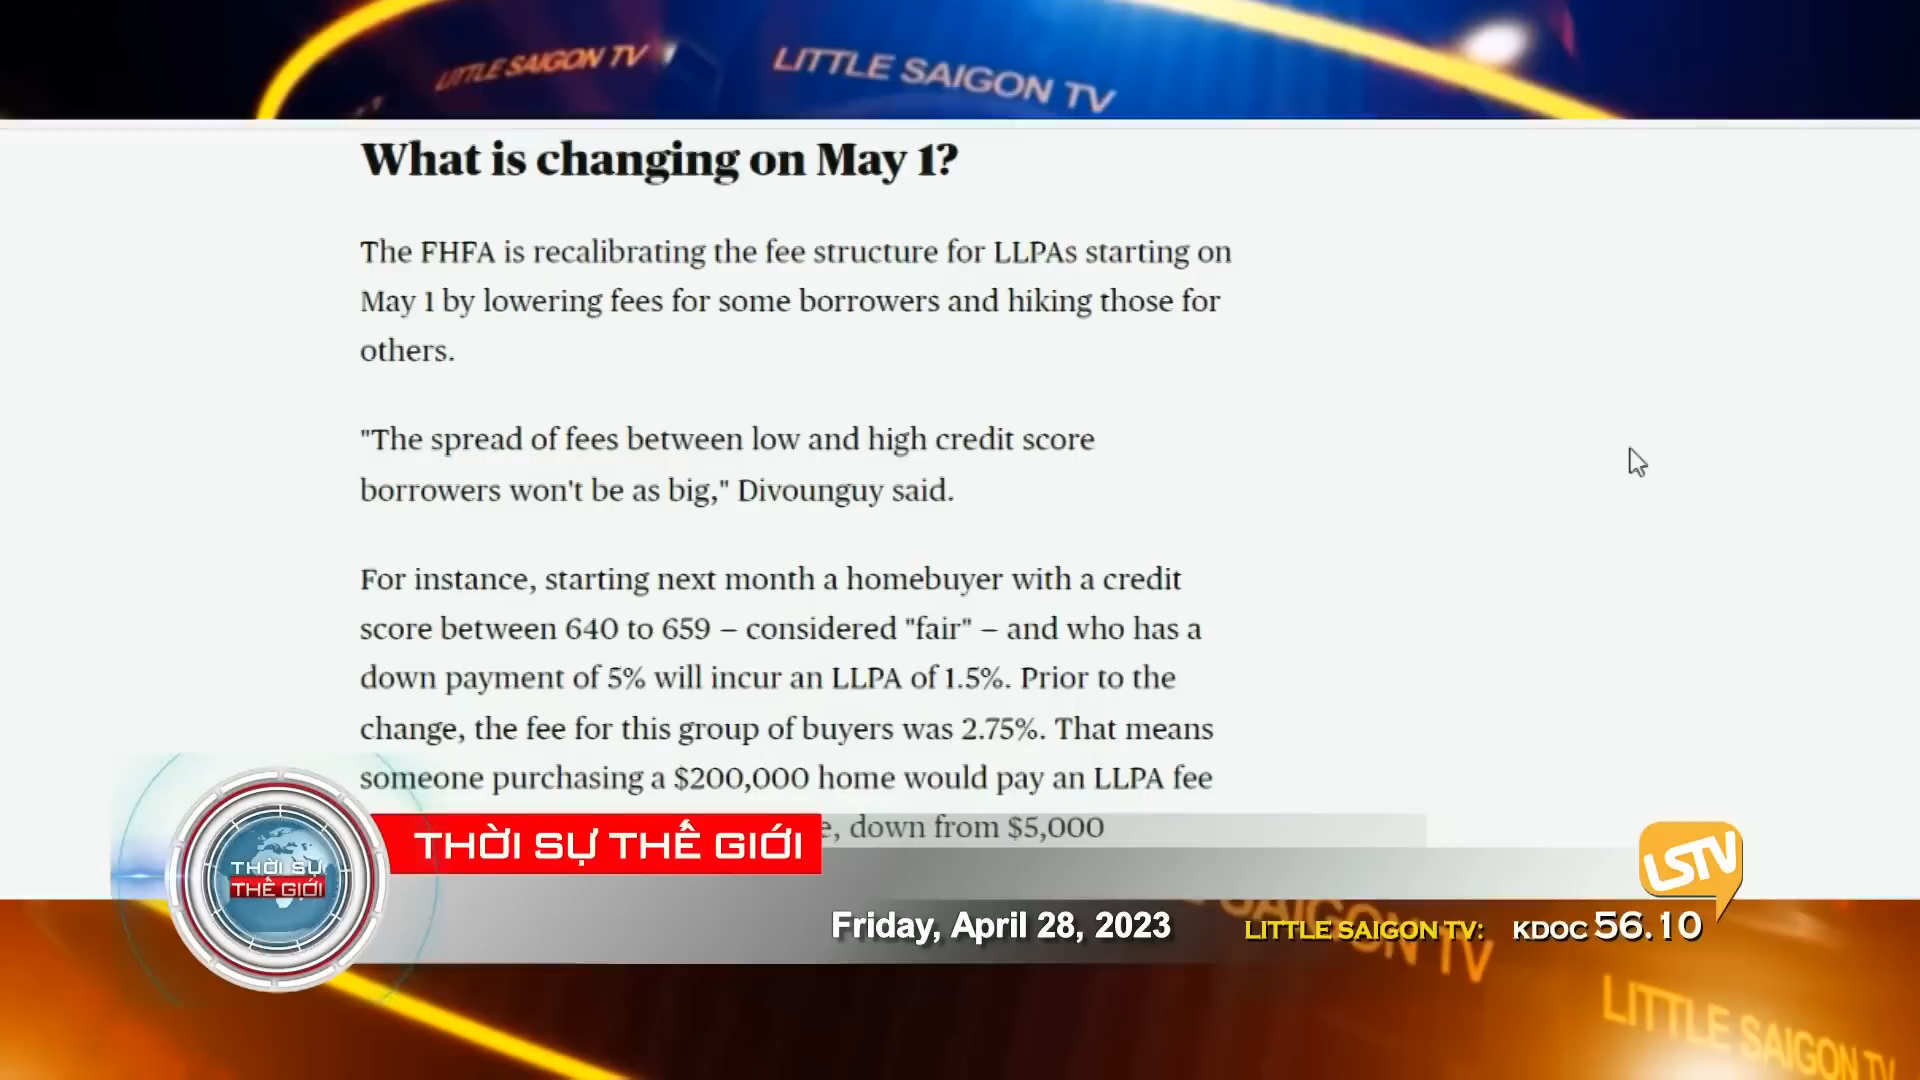 LITTLE SAIGON TV
LITTLE SAIGON TV
What is changing on May 1?
The FHFA is recalibrating the fee structure for LLPAs starting on
May 1 by lowering fees for some borrowers and hiking those for
others.
"The spread of fees between low and high credit score
borrowers won't be as big," Divounguy said.
For instance, starting next month a homebuyer with a credit
score between 640 to 659 – considered "fair" – and who has a
down payment of 5% will incur an LLPA of 1.5%. Prior to the
change, the fee for this group of buyers was 2.75%. That means
someone purchasing a $200,000 home would pay an LLPA fee
, down from $5,000
THỜI SỰ THẾ GIỚI
THỜI SỰ
THẾ GIỚI
LSTV
Friday, April 28, 2023
LITTLE SAIGON TV: KDOC 56.10
SAIGON TV
LITTLE SAIGON TV